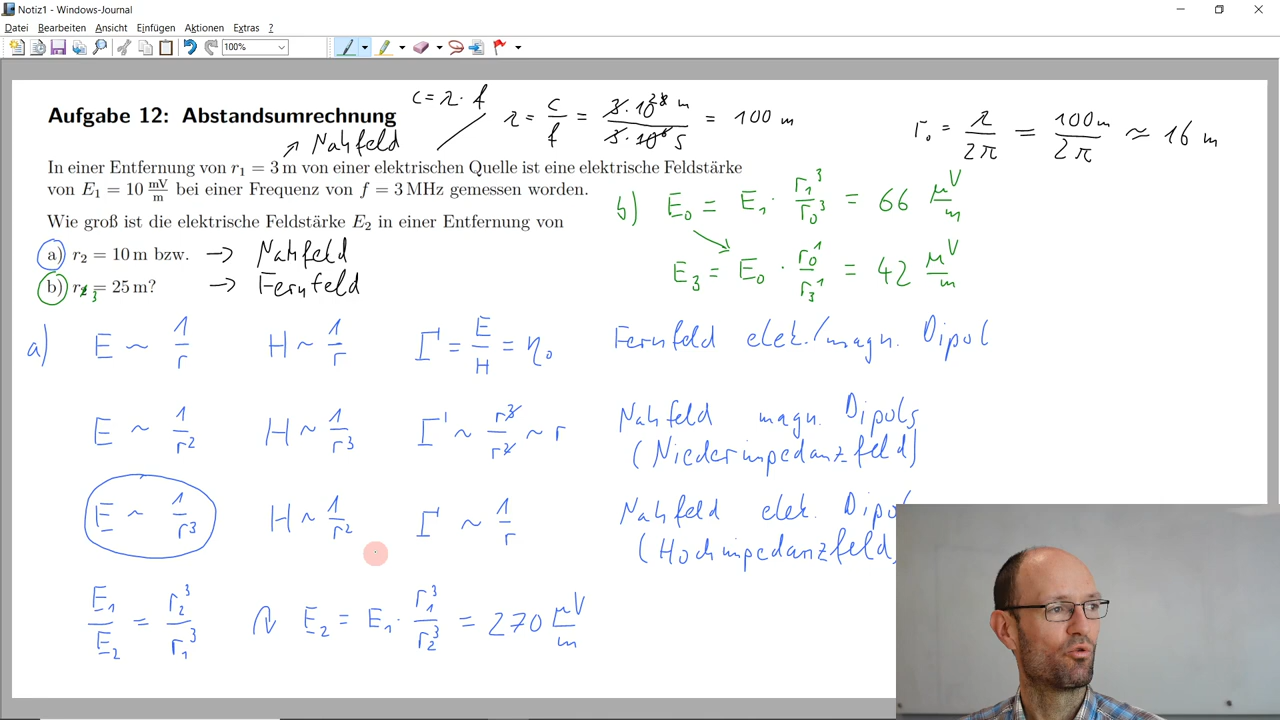 Notiz1 - Windows-Journal
Datei Bearbeiten Ansicht Einfügen Aktionen Extras ?
100%
Aufgabe 12: Abstandsumrechnung
c = λ · f
λ = c/f = 3·10^8 m / 3·10^6 s = 100 m
r₀ = λ/2π = 100m/2π ≈ 16 m
↗ Nahfeld
In einer Entfernung von r₁ = 3 m von einer elektrischen Quelle ist eine elektrische Feldstärke
von E₁ = 10 mV/m bei einer Frequenz von f = 3 MHz gemessen worden.
Wie groß ist die elektrische Feldstärke E₂ in einer Entfernung von
a) r₂ = 10 m bzw. → Nahfeld
b) r₃ = 25 m? → Fernfeld
b) E₀ = E₁ · r₁³/r₀³ = 66 μV/m
E₃ = E₀ · r₀¹/r₃¹ = 42 μV/m
a) E ~ 1/r H ~ 1/r Γ = E/H = η₀ Fernfeld elek./magn. Dipol
E ~ 1/r² H ~ 1/r³ Γ ~ r³/r² ~ r Nahfeld magn. Dipols
(Niederimpedanzfeld)
E ~ 1/r³ H ~ 1/r² Γ ~ 1/r Nahfeld elek.
(Hochimpedanzfeld)
E₁/E₂ = r₂³/r₁³ ↷ E₂ = E₁ · r₁³/r₂³ = 270 μV/m